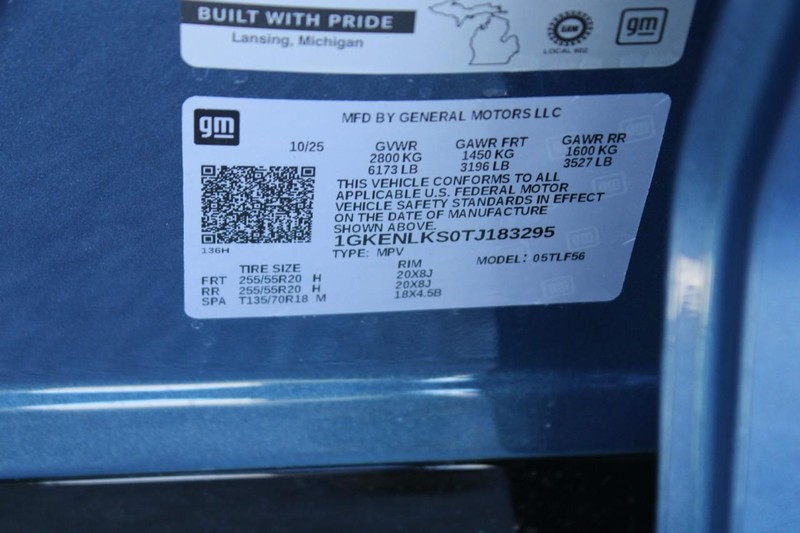 BUILT WITH PRIDE
Lansing, Michigan
LOCAL 602
gm
gm
MFD BY GENERAL MOTORS LLC
10/25 GVWR GAWR FRT GAWR RR
2800 KG 1450 KG 1600 KG
6173 LB 3196 LB 3527 LB
THIS VEHICLE CONFORMS TO ALL
APPLICABLE U.S. FEDERAL MOTOR
VEHICLE SAFETY STANDARDS IN EFFECT
ON THE DATE OF MANUFACTURE
SHOWN ABOVE.
1GKENLKS0TJ183295
136H
TYPE: MPV MODEL: 05TLF56
TIRE SIZE RIM
FRT 255/55R20 H 20X8J
RR 255/55R20 H 20X8J
SPA T135/70R18 M 18X4.5B